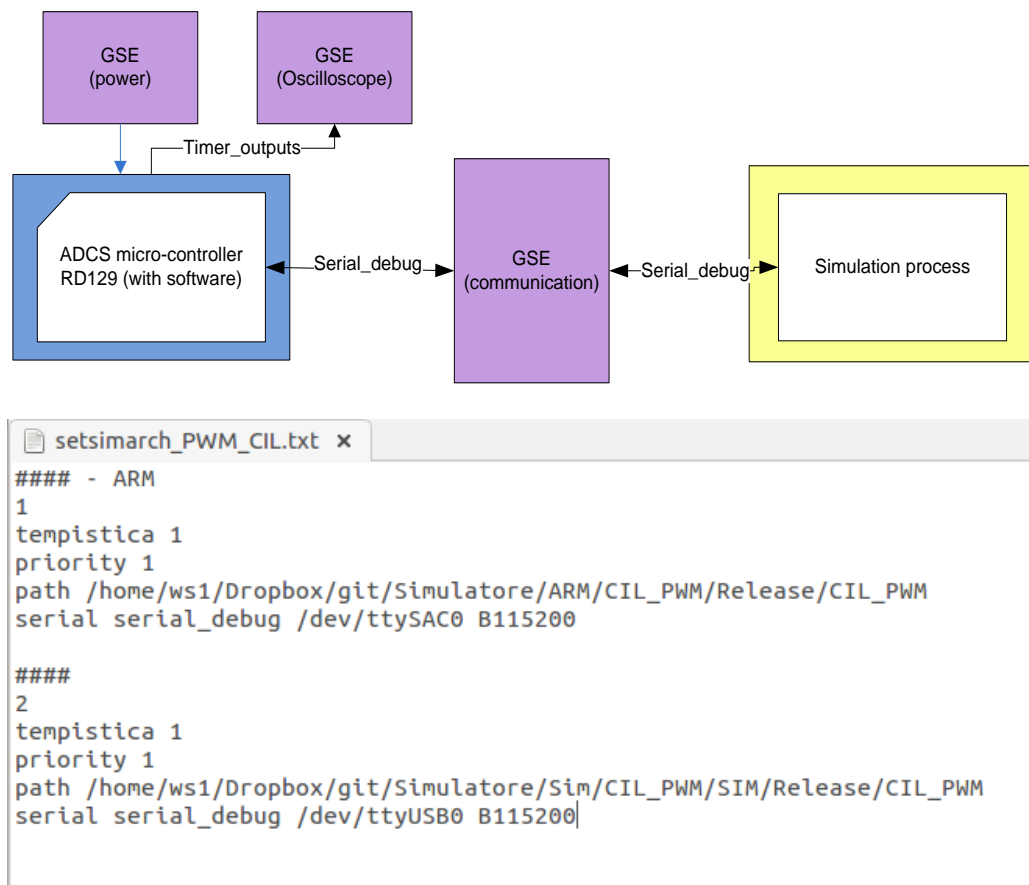 GSE
(power)
GSE
(Oscilloscope)
Timer_outputs
ADCS micro-controller
RD129 (with software)
Serial_debug
GSE
(communication)
Serial_debug
Simulation process
setsimarch_PWM_CIL.txt ×
#### - ARM
1
tempistica 1
priority 1
path /home/ws1/Dropbox/git/Simulatore/ARM/CIL_PWM/Release/CIL_PWM
serial serial_debug /dev/ttySAC0 B115200
####
2
tempistica 1
priority 1
path /home/ws1/Dropbox/git/Simulatore/Sim/CIL_PWM/SIM/Release/CIL_PWM
serial serial_debug /dev/ttyUSB0 B115200